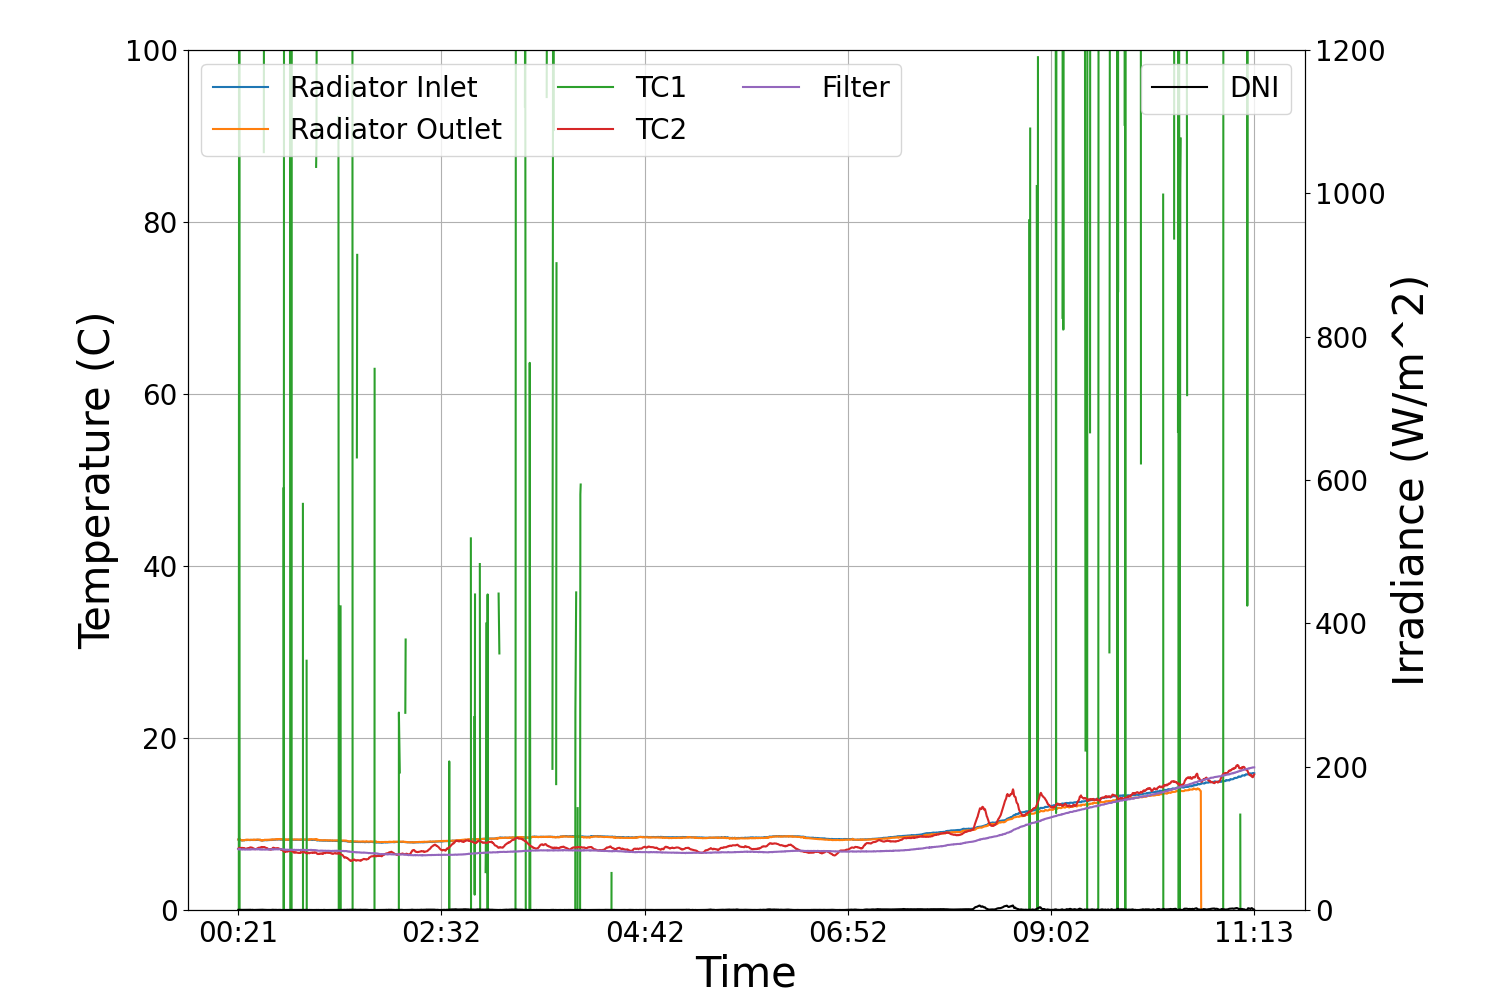 100
80
60
40
20
0
Temperature (C)
Radiator Inlet
Radiator Outlet
TC1
TC2
Filter
DNI
1200
1000
800
600
400
200
0
Irradiance (W/m^2)
00:21 02:32 04:42 06:52 09:02 11:13
Time